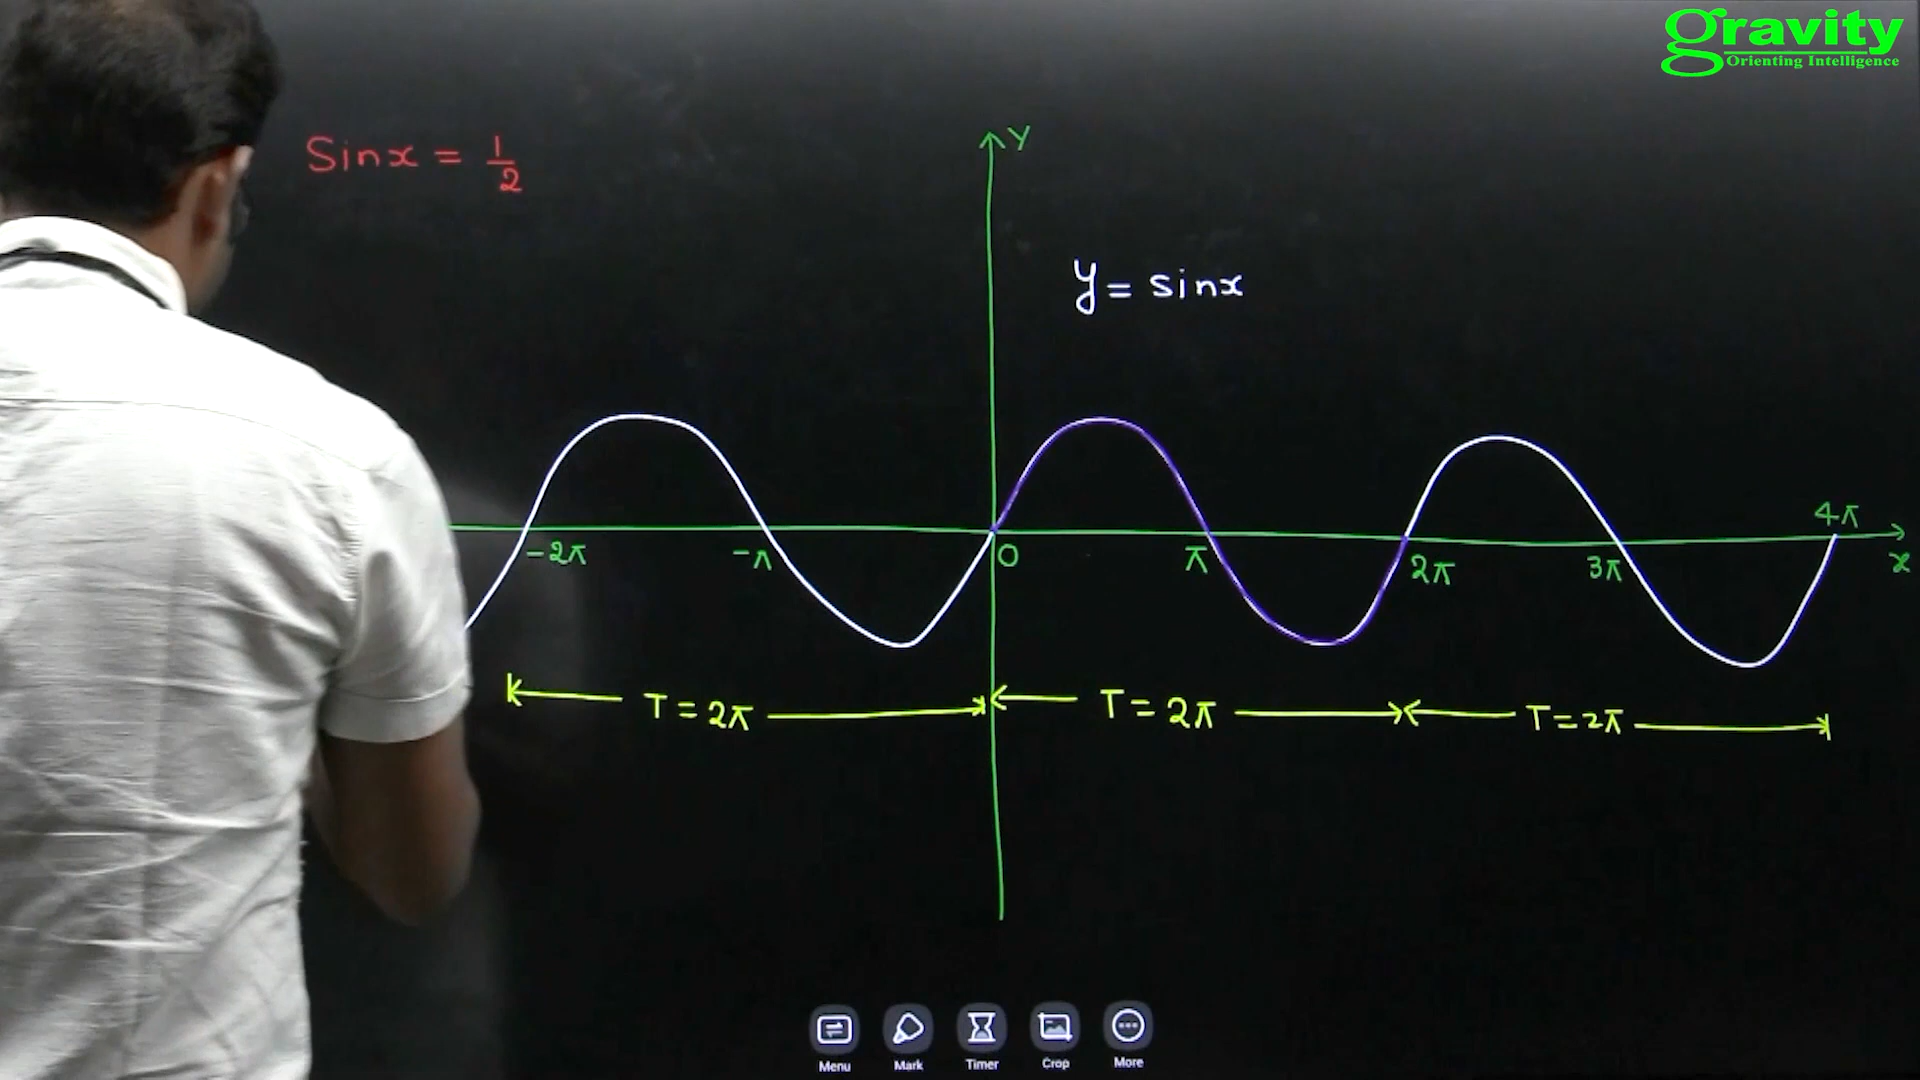 gravity
Orienting Intelligence
Sinx = 1/2
Y
y = sinx
4π
-2π -π 0 π 2π 3π x
T = 2π T = 2π T = 2π
Menu Mark Timer Crop More